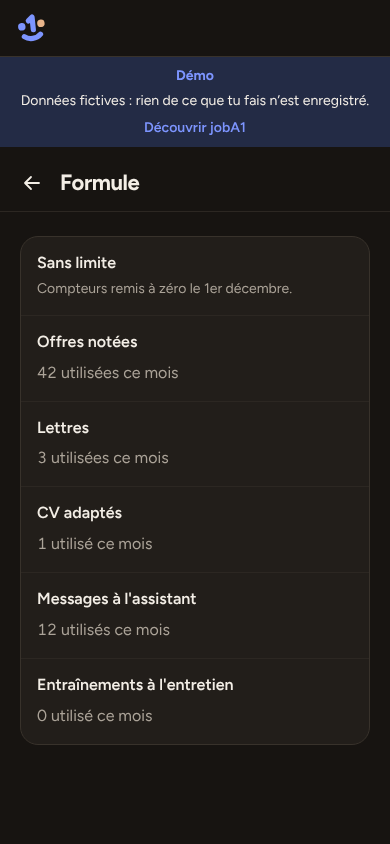 Démo
Données fictives : rien de ce que tu fais n’est enregistré.
Découvrir jobA1
Formule
Sans limite
Compteurs remis à zéro le 1er décembre.
Offres notées
42 utilisées ce mois
Lettres
3 utilisées ce mois
CV adaptés
1 utilisé ce mois
Messages à l'assistant
12 utilisés ce mois
Entraînements à l'entretien
0 utilisé ce mois